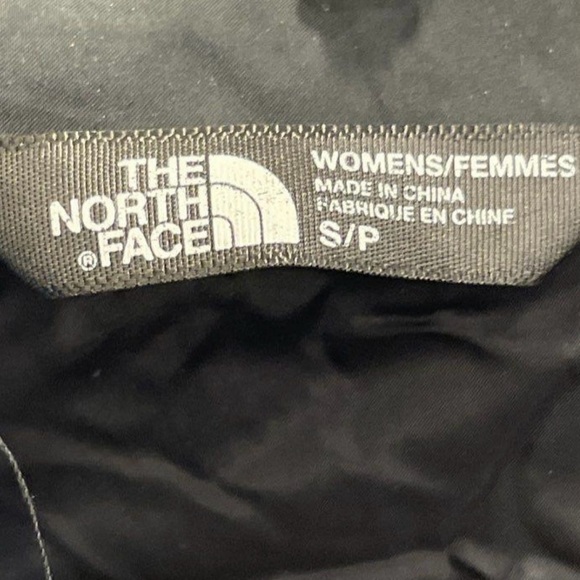 THE
NORTH
FACE
®
WOMENS/FEMMES
MADE IN CHINA
FABRIQUE EN CHINE
S/P